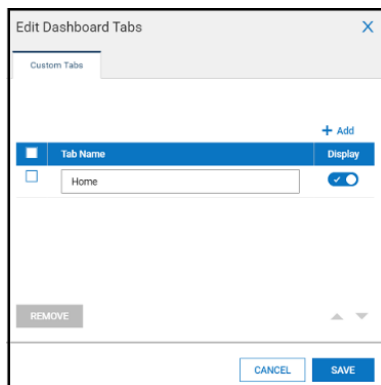 Edit Dashboard Tabs
Custom Tabs
+ Add
Tab Name Display
Home
REMOVE
CANCEL SAVE